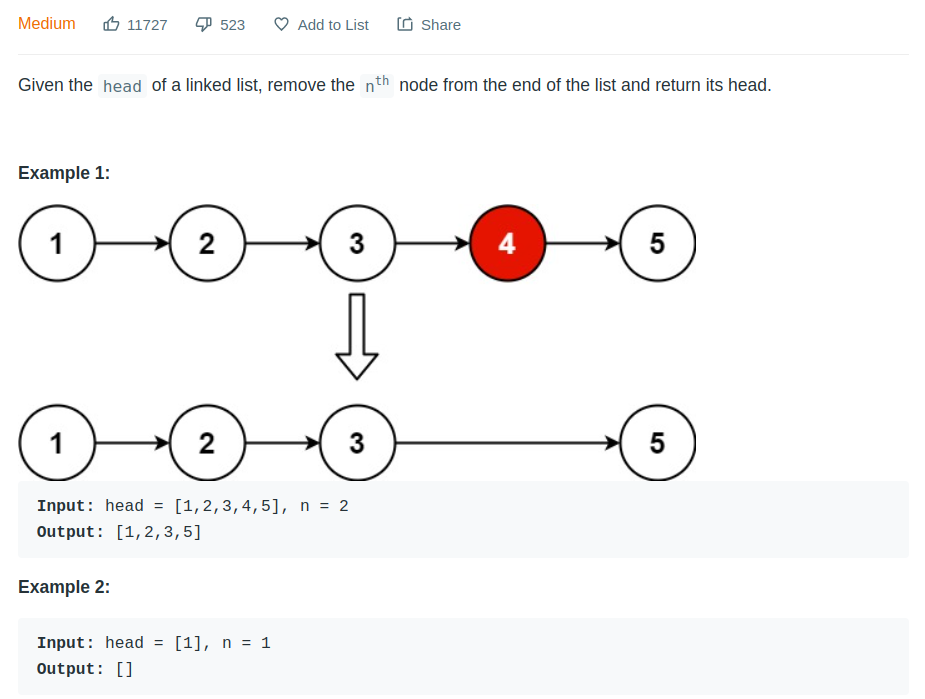 Medium 11727 523 Add to List Share
Given the head of a linked list, remove the nth node from the end of the list and return its head.
Example 1:
1 2 3 4 5
1 2 3 5
Input: head = [1,2,3,4,5], n = 2
Output: [1,2,3,5]
Example 2:
Input: head = [1], n = 1
Output: []